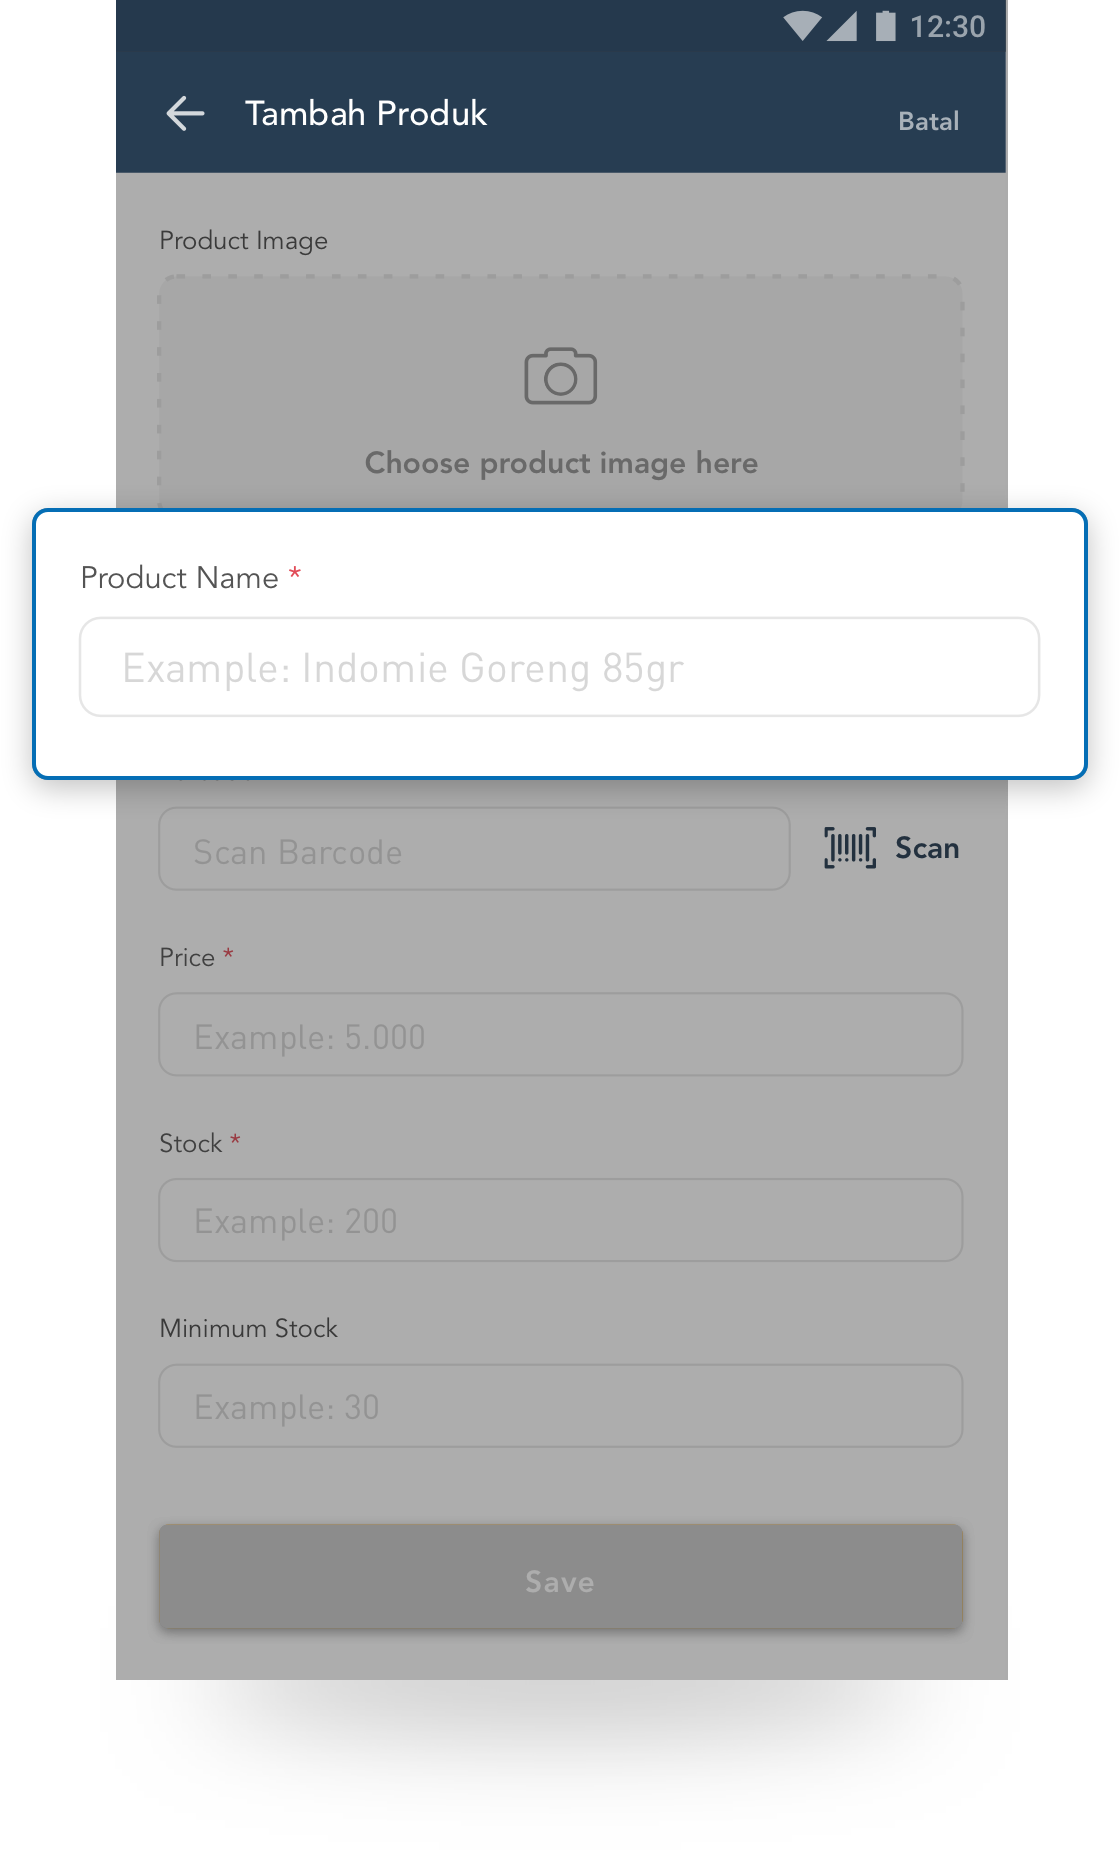 12:30
Tambah Produk
Batal
Product Image
Choose product image here
Product Name *
Example: Indomie Goreng 85gr
Scan Barcode
Scan
Price *
Example: 5.000
Stock *
Example: 200
Minimum Stock
Example: 30
Save